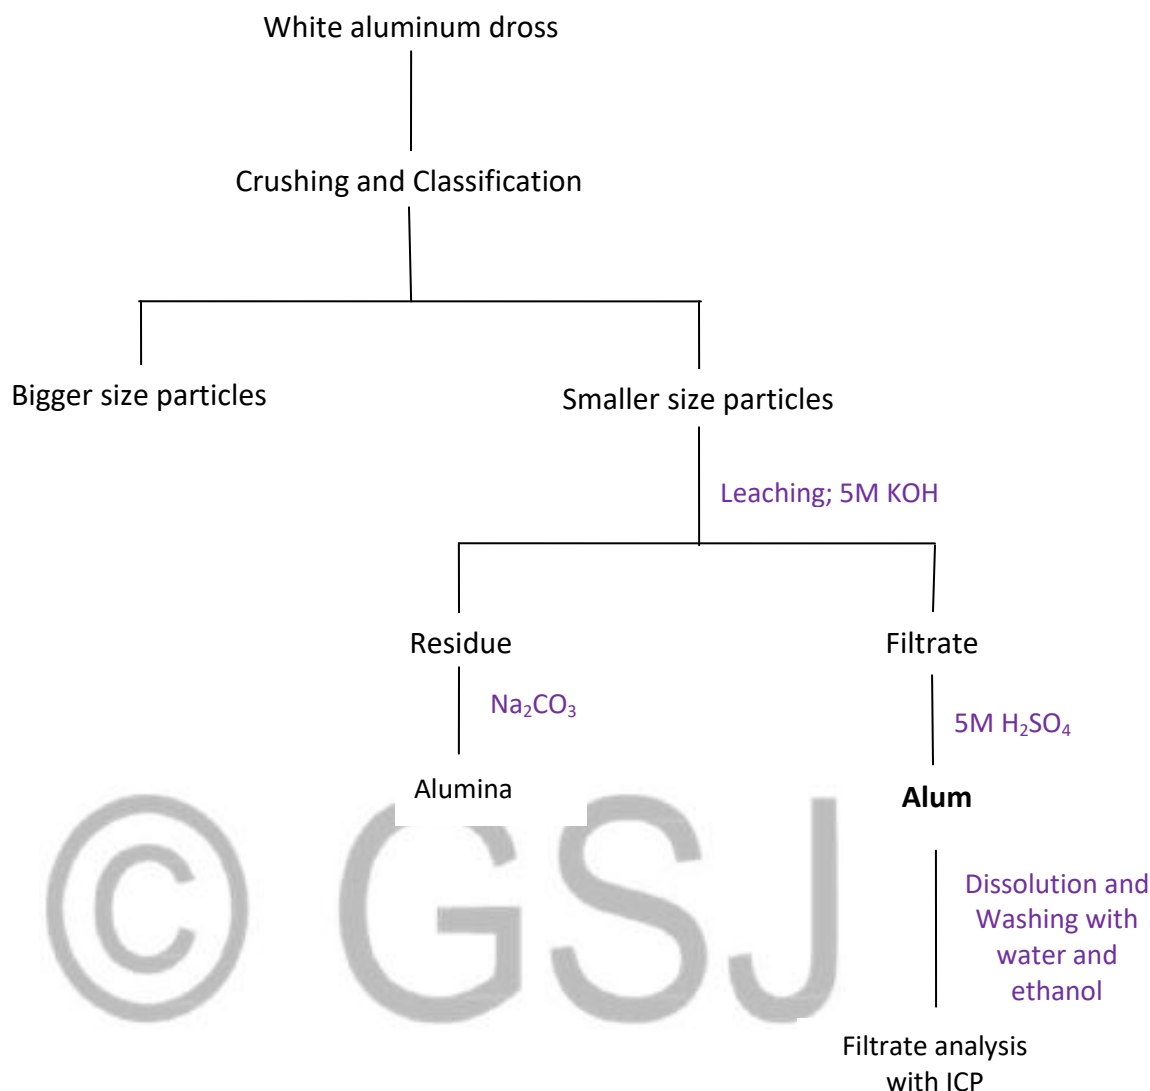 White aluminum dross
Crushing and Classification
Bigger size particles
Smaller size particles
Leaching; 5M KOH
Residue
Filtrate
Na₂CO₃
5M H₂SO₄
Alumina
Alum
Dissolution and
Washing with
water and
ethanol
Filtrate analysis
with ICP
© GSJ